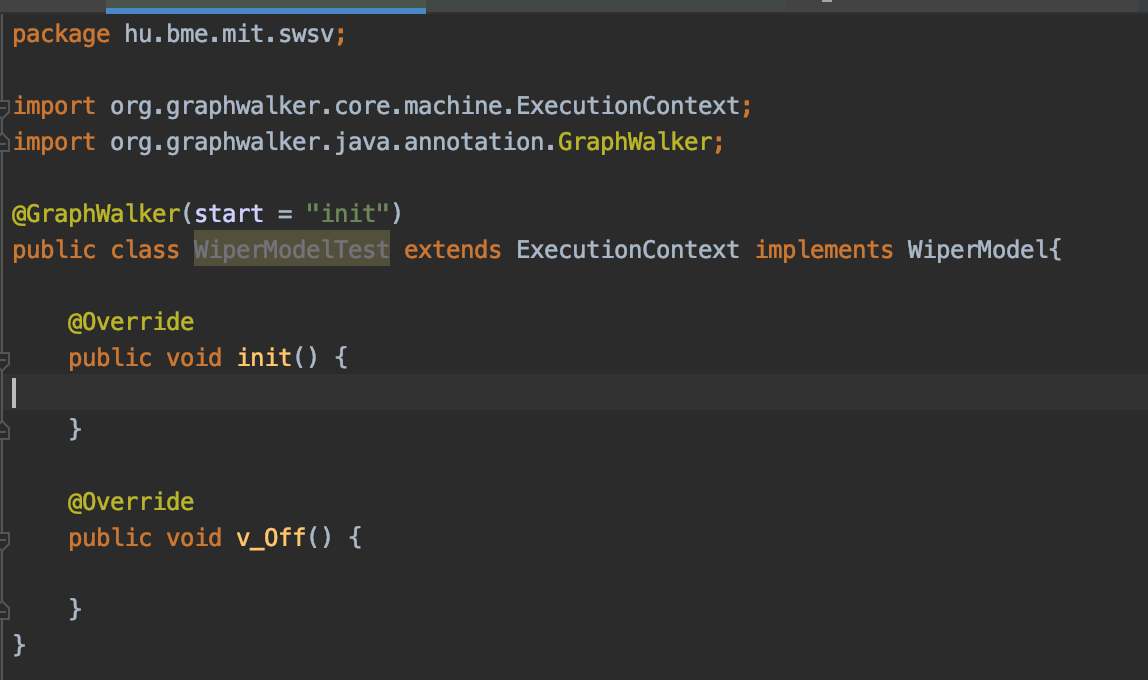 package hu.bme.mit.swsv;
import org.graphwalker.core.machine.ExecutionContext;
import org.graphwalker.java.annotation.GraphWalker;
@GraphWalker(start = "init")
public class WiperModelTest extends ExecutionContext implements WiperModel{
@Override
public void init() {
}
@Override
public void v_Off() {
}
}